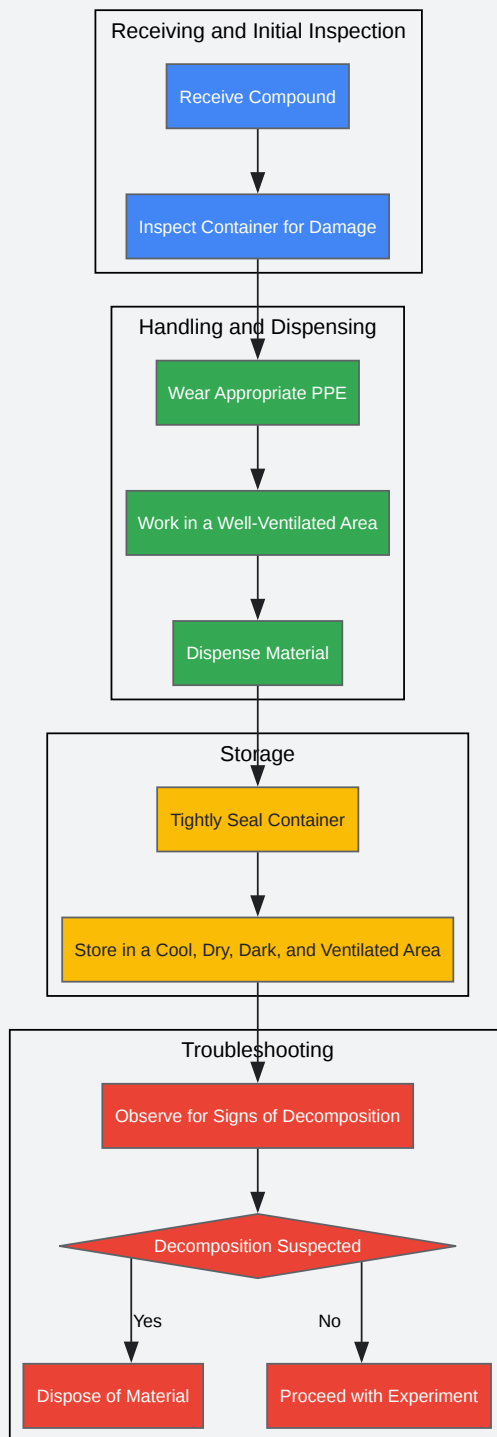 Receiving and Initial Inspection
Receive Compound
Inspect Container for Damage
Handling and Dispensing
Wear Appropriate PPE
Work in a Well-Ventilated Area
Dispense Material
Storage
Tightly Seal Container
Store in a Cool, Dry, Dark, and Ventilated Area
Troubleshooting
Observe for Signs of Decomposition
Decomposition Suspected
Yes
No
Dispose of Material
Proceed with Experiment